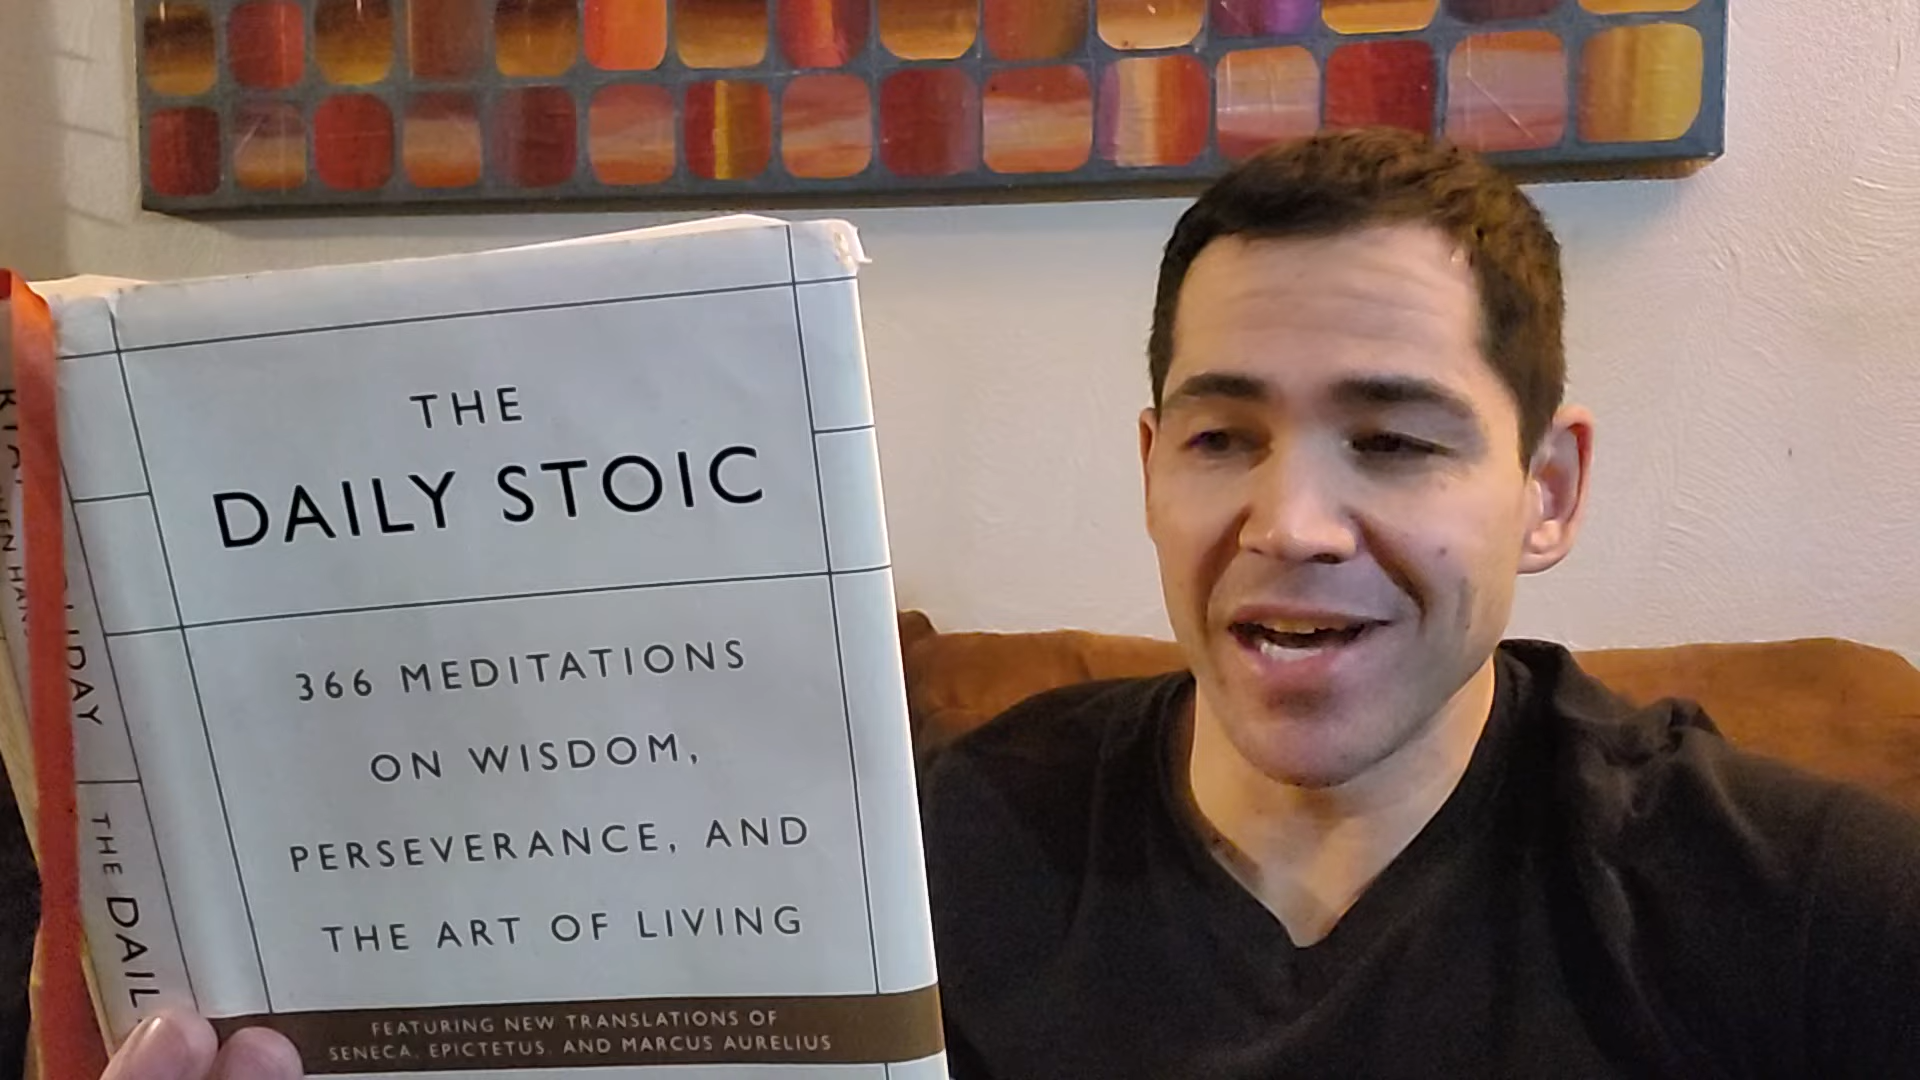 THE
DAILY STOIC
366 MEDITATIONS
ON WISDOM,
PERSEVERANCE, AND
THE ART OF LIVING
FEATURING NEW TRANSLATIONS OF
SENECA, EPICTETUS, AND MARCUS AURELIUS
THE DAIL